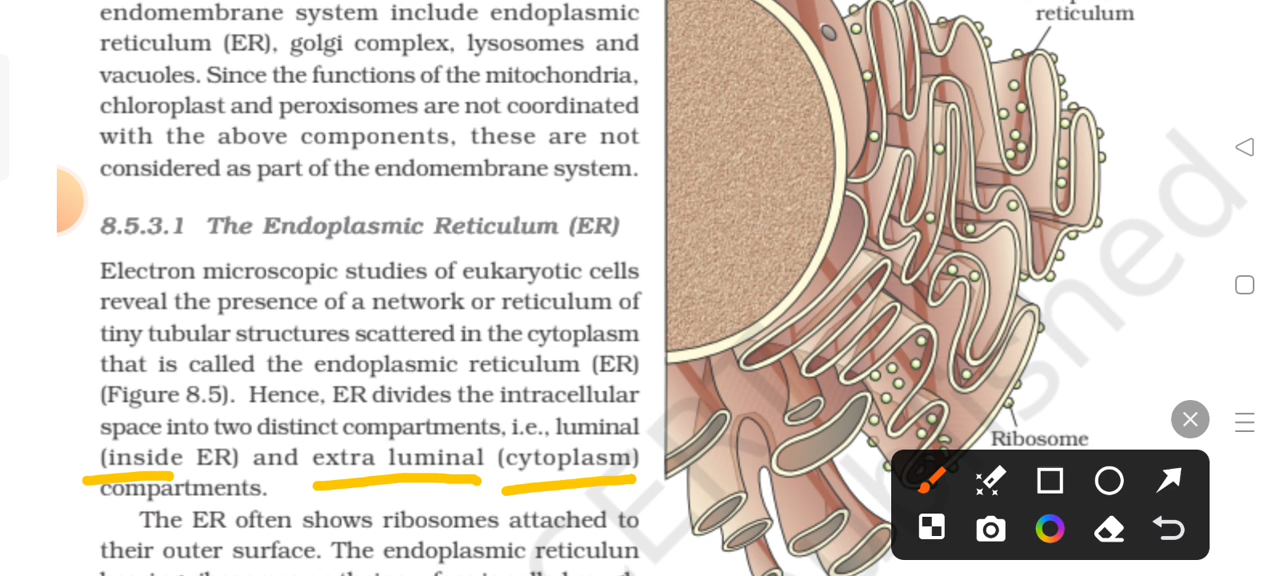 endomembrane system include endoplasmic
reticulum (ER), golgi complex, lysosomes and
vacuoles. Since the functions of the mitochondria,
chloroplast and peroxisomes are not coordinated
with the above components, these are not
considered as part of the endomembrane system.
8.5.3.1 The Endoplasmic Reticulum (ER)
Electron microscopic studies of eukaryotic cells
reveal the presence of a network or reticulum of
tiny tubular structures scattered in the cytoplasm
that is called the endoplasmic reticulum (ER)
(Figure 8.5). Hence, ER divides the intracellular
space into two distinct compartments, i.e., luminal
(inside ER) and extra luminal (cytoplasm)
compartments.
The ER often shows ribosomes attached to
their outer surface. The endoplasmic reticulun
reticulum
Ribosome